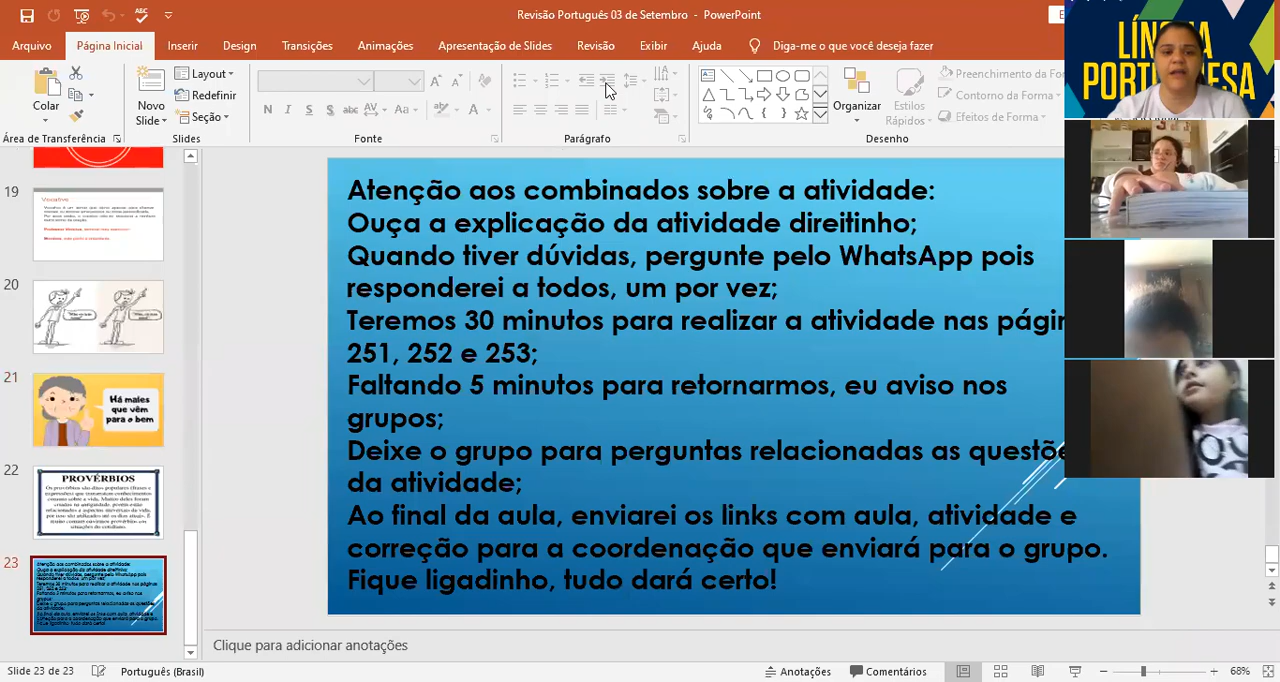 Revisão Português 03 de Setembro - PowerPoint
Arquivo Página Inicial Inserir Design Transições Animações Apresentação de Slides Revisão Exibir Ajuda Diga-me o que você deseja fazer
Colar
Novo Slide
Layout
Redefinir
Seção
Organizar
Estilos Rápidos
Preenchimento da Fo
Contorno da Forma
Efeitos de Forma
Área de Transferência Slides Fonte Parágrafo Desenho
LÍNGUA
PORTUGUESA
19
Vocativo
20
21
Há males
que vêm
para o bem
22
PROVÉRBIOS
23
Atenção aos combinados sobre a atividade:
Ouça a explicação da atividade direitinho;
Quando tiver dúvidas, pergunte pelo WhatsApp pois
responderei a todos, um por vez;
Teremos 30 minutos para realizar a atividade nas págin
251, 252 e 253;
Faltando 5 minutos para retornarmos, eu aviso nos
grupos;
Deixe o grupo para perguntas relacionadas as questõe
da atividade;
Ao final da aula, enviarei os links com aula, atividade e
correção para a coordenação que enviará para o grupo.
Fique ligadinho, tudo dará certo!
Clique para adicionar anotações
Slide 23 de 23 Português (Brasil) Anotações Comentários 68%